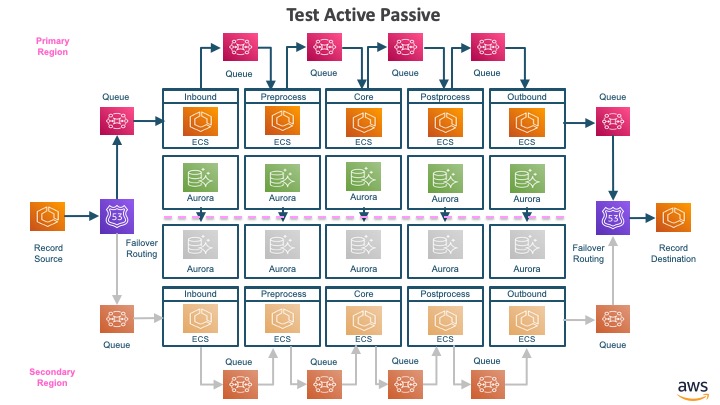 Test Active Passive
Primary
Region
Queue
Queue
Queue
Queue
Queue
Inbound
Preprocess
Core
Postprocess
Outbound
Queue
ECS
ECS
ECS
ECS
ECS
Aurora
Aurora
Aurora
Aurora
Aurora
53
53
Record
Source
Failover
Routing
Failover
Routing
Record
Destination
Aurora
Aurora
Aurora
Aurora
Aurora
Inbound
Preprocess
Core
Postprocess
Outbound
Queue
ECS
ECS
ECS
ECS
ECS
Queue
Queue
Queue
Queue
Queue
Secondary
Region
aws